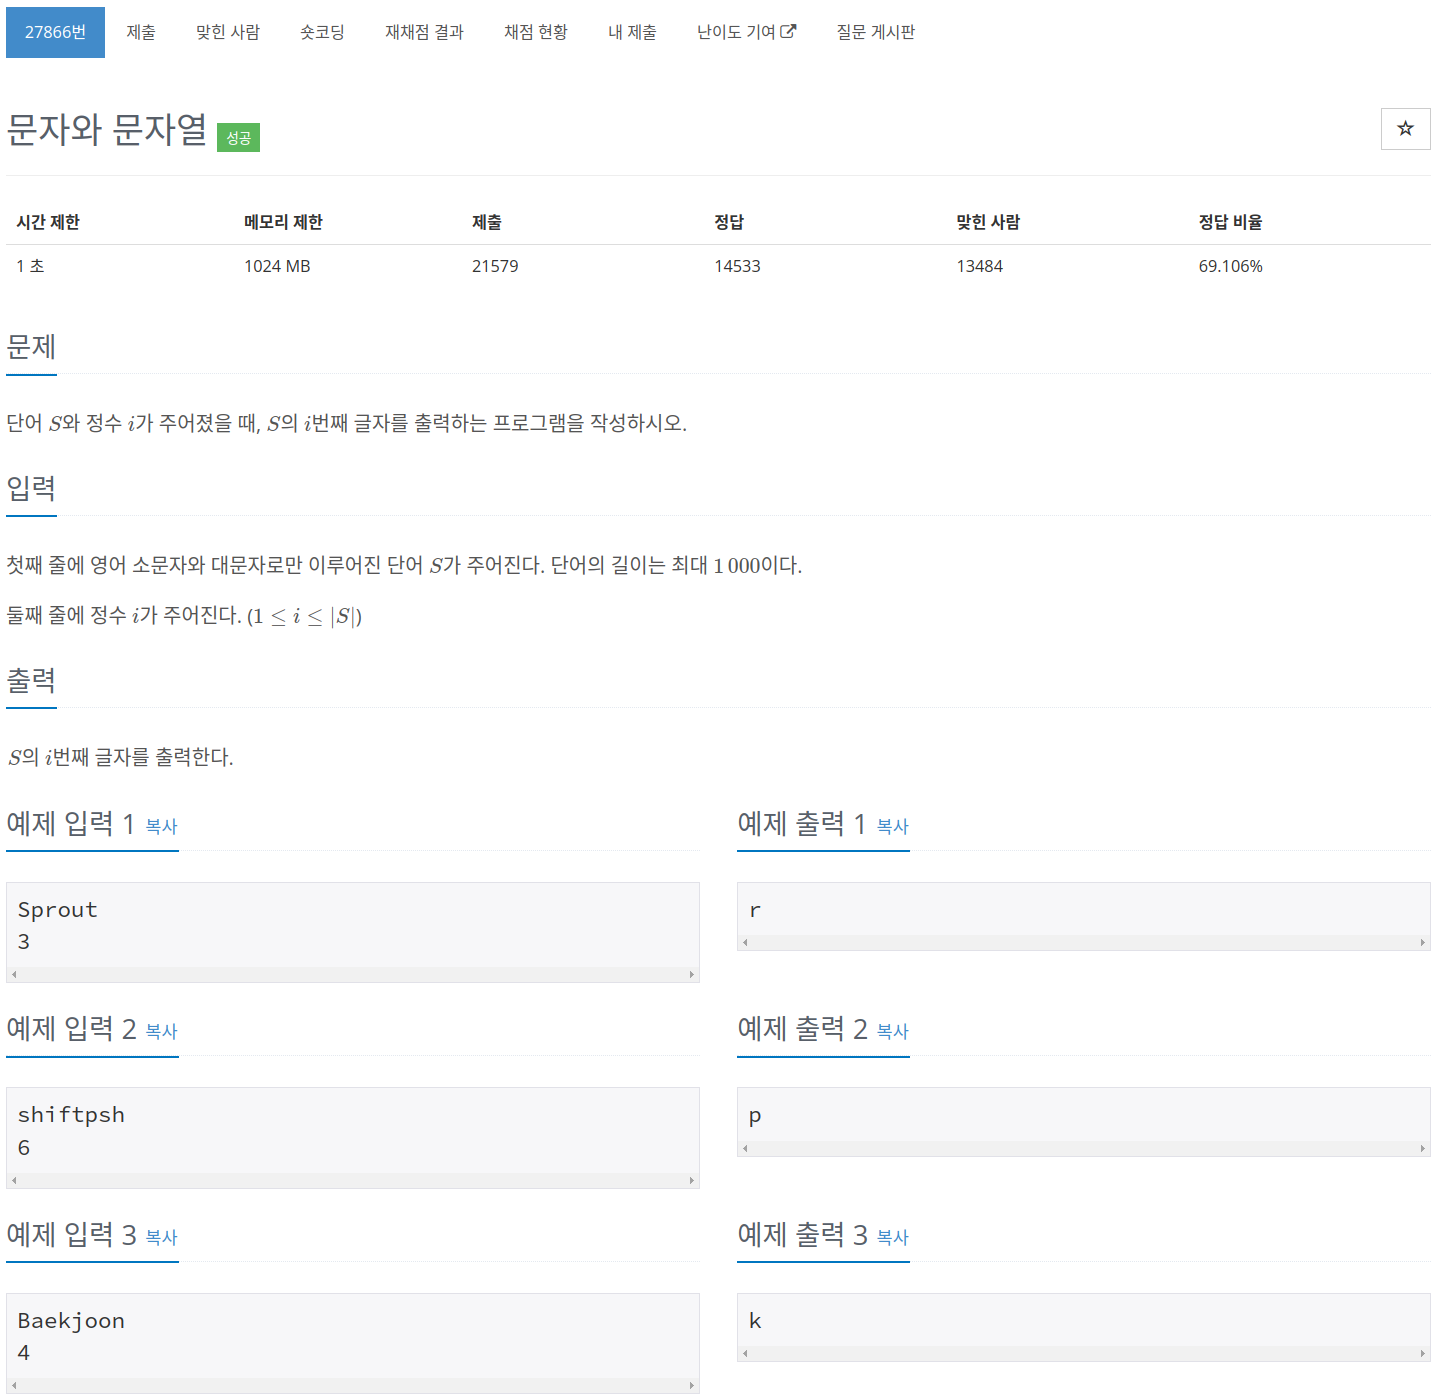 27866번 제출 맞힌 사람 숏코딩 재채점 결과 채점 현황 내 제출 난이도 기여 질문 게시판
문자와 문자열 성공
시간 제한 메모리 제한 제출 정답 맞힌 사람 정답 비율
1 초 1024 MB 21579 14533 13484 69.106%
문제
단어 S와 정수 i가 주어졌을 때, S의 i번째 글자를 출력하는 프로그램을 작성하시오.
입력
첫째 줄에 영어 소문자와 대문자로만 이루어진 단어 S가 주어진다. 단어의 길이는 최대 1 000이다.
둘째 줄에 정수 i가 주어진다. (1 ≤ i ≤ |S|)
출력
S의 i번째 글자를 출력한다.
예제 입력 1 복사
Sprout
3
예제 출력 1 복사
r
예제 입력 2 복사
shiftpsh
6
예제 출력 2 복사
p
예제 입력 3 복사
Baekjoon
4
예제 출력 3 복사
k